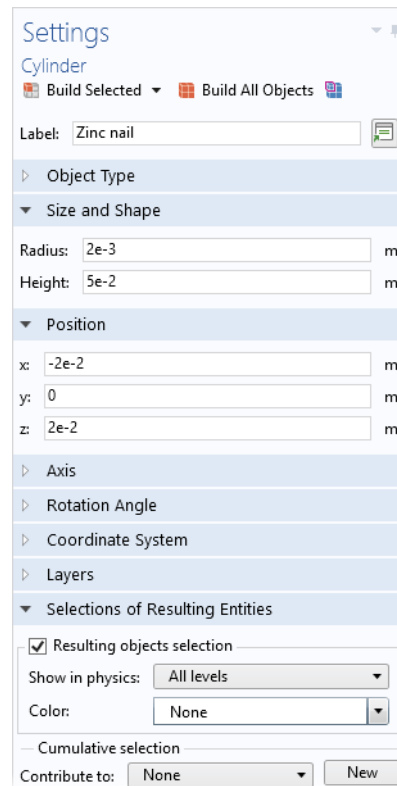 Settings
Cylinder
Build Selected Build All Objects
Label: Zinc nail
Object Type
Size and Shape
Radius: 2e-3 m
Height: 5e-2 m
Position
x: -2e-2 m
y: 0 m
z: 2e-2 m
Axis
Rotation Angle
Coordinate System
Layers
Selections of Resulting Entities
Resulting objects selection
Show in physics: All levels
Color: None
Cumulative selection
Contribute to: None New